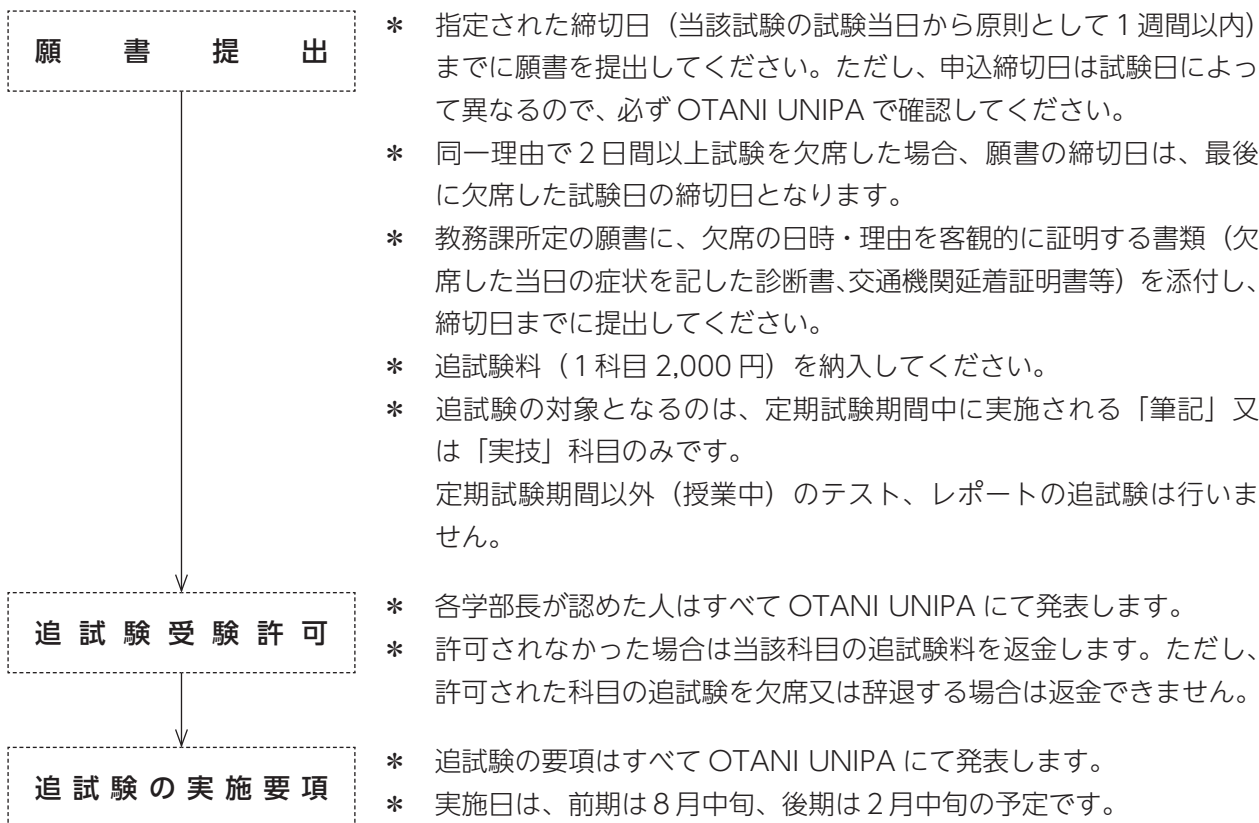 願書提出
＊ 指定された締切日（当該試験の試験当日から原則として１週間以内）
までに願書を提出してください。ただし、申込締切日は試験日によっ
て異なるので、必ず OTANI UNIPA で確認してください。
＊ 同一理由で２日間以上試験を欠席した場合、願書の締切日は、最後
に欠席した試験日の締切日となります。
＊ 教務課所定の願書に、欠席の日時・理由を客観的に証明する書類（欠
席した当日の症状を記した診断書、交通機関延着証明書等）を添付し、
締切日までに提出してください。
＊ 追試験料（１科目 2,000 円）を納入してください。
＊ 追試験の対象となるのは、定期試験期間中に実施される「筆記」又
は「実技」科目のみです。
定期試験期間以外（授業中）のテスト、レポートの追試験は行いま
せん。
追試験受験許可
＊ 各学部長が認めた人はすべて OTANI UNIPA にて発表します。
＊ 許可されなかった場合は当該科目の追試験料を返金します。ただし、
許可された科目の追試験を欠席又は辞退する場合は返金できません。
追試験の実施要項
＊ 追試験の要項はすべて OTANI UNIPA にて発表します。
＊ 実施日は、前期は８月中旬、後期は２月中旬の予定です。